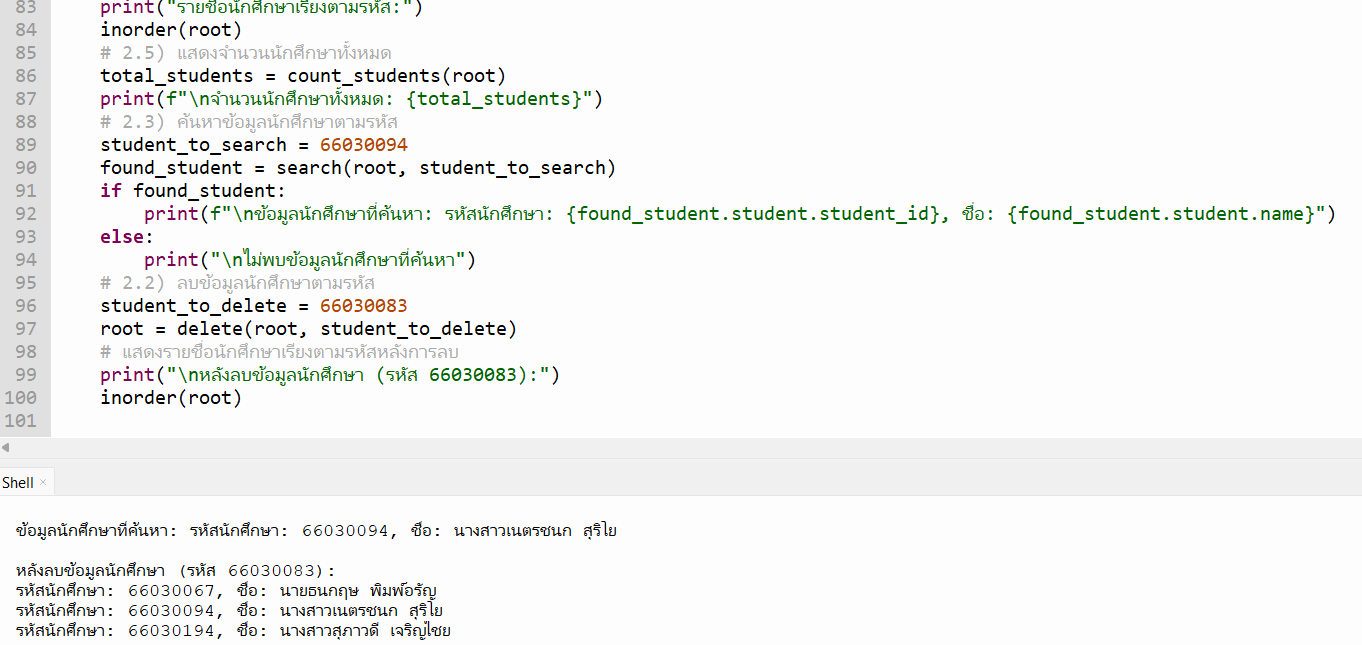 83 print("รายชื่อนักศึกษาเรียงตามรหัส:")
84 inorder(root)
85 # 2.5) แสดงจำนวนนักศึกษาทั้งหมด
86 total_students = count_students(root)
87 print(f"\nจำนวนนักศึกษาทั้งหมด: {total_students}")
88 # 2.3) ค้นหาข้อมูลนักศึกษาตามรหัส
89 student_to_search = 66030094
90 found_student = search(root, student_to_search)
91 if found_student:
92 print(f"\nข้อมูลนักศึกษาที่ค้นหา: รหัสนักศึกษา: {found_student.student.student_id}, ชื่อ: {found_student.student.name}")
93 else:
94 print("\nไม่พบข้อมูลนักศึกษาที่ค้นหา")
95 # 2.2) ลบข้อมูลนักศึกษาตามรหัส
96 student_to_delete = 66030083
97 root = delete(root, student_to_delete)
98 # แสดงรายชื่อนักศึกษาเรียงตามรหัสหลังการลบ
99 print("\nหลังลบข้อมูลนักศึกษา (รหัส 66030083):")
100 inorder(root)
101
Shell ×
ข้อมูลนักศึกษาที่ค้นหา: รหัสนักศึกษา: 66030094, ชื่อ: นางสาวเนตรชนก สุริไย
หลังลบข้อมูลนักศึกษา (รหัส 66030083):
รหัสนักศึกษา: 66030067, ชื่อ: นายธนกฤษ พิมพ์อรัญ
รหัสนักศึกษา: 66030094, ชื่อ: นางสาวเนตรชนก สุริไย
รหัสนักศึกษา: 66030194, ชื่อ: นางสาวสุภาวดี เจริญไชย